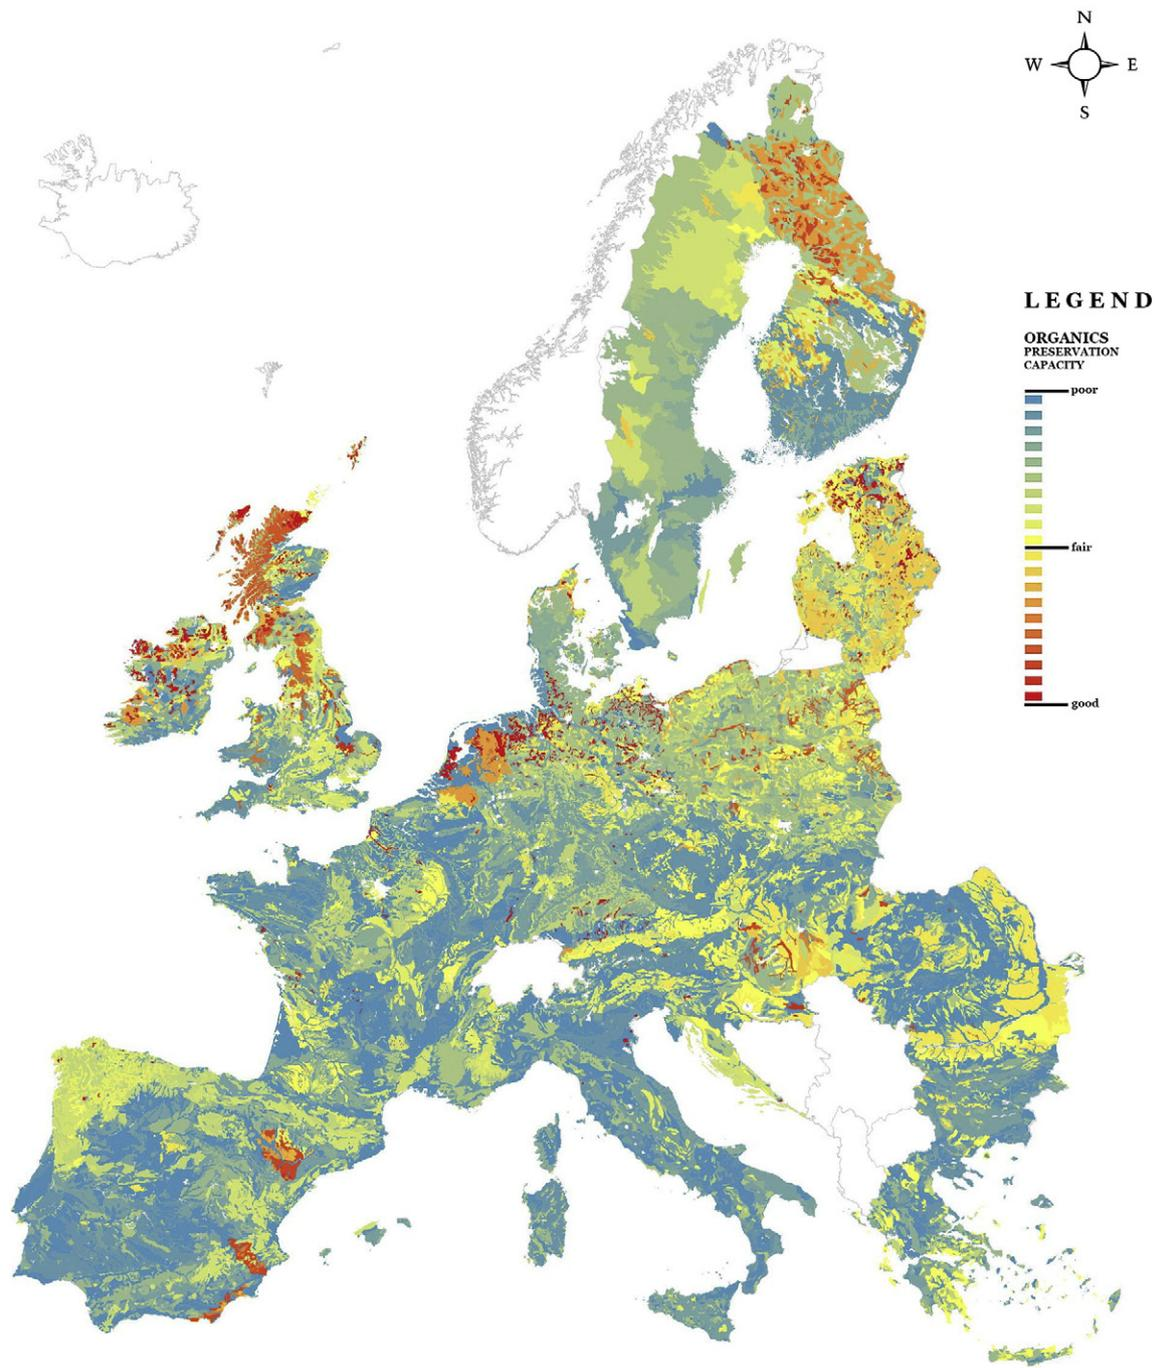 N
W E
S
LEGEND
ORGANICS
PRESERVATION
CAPACITY
poor
fair
good